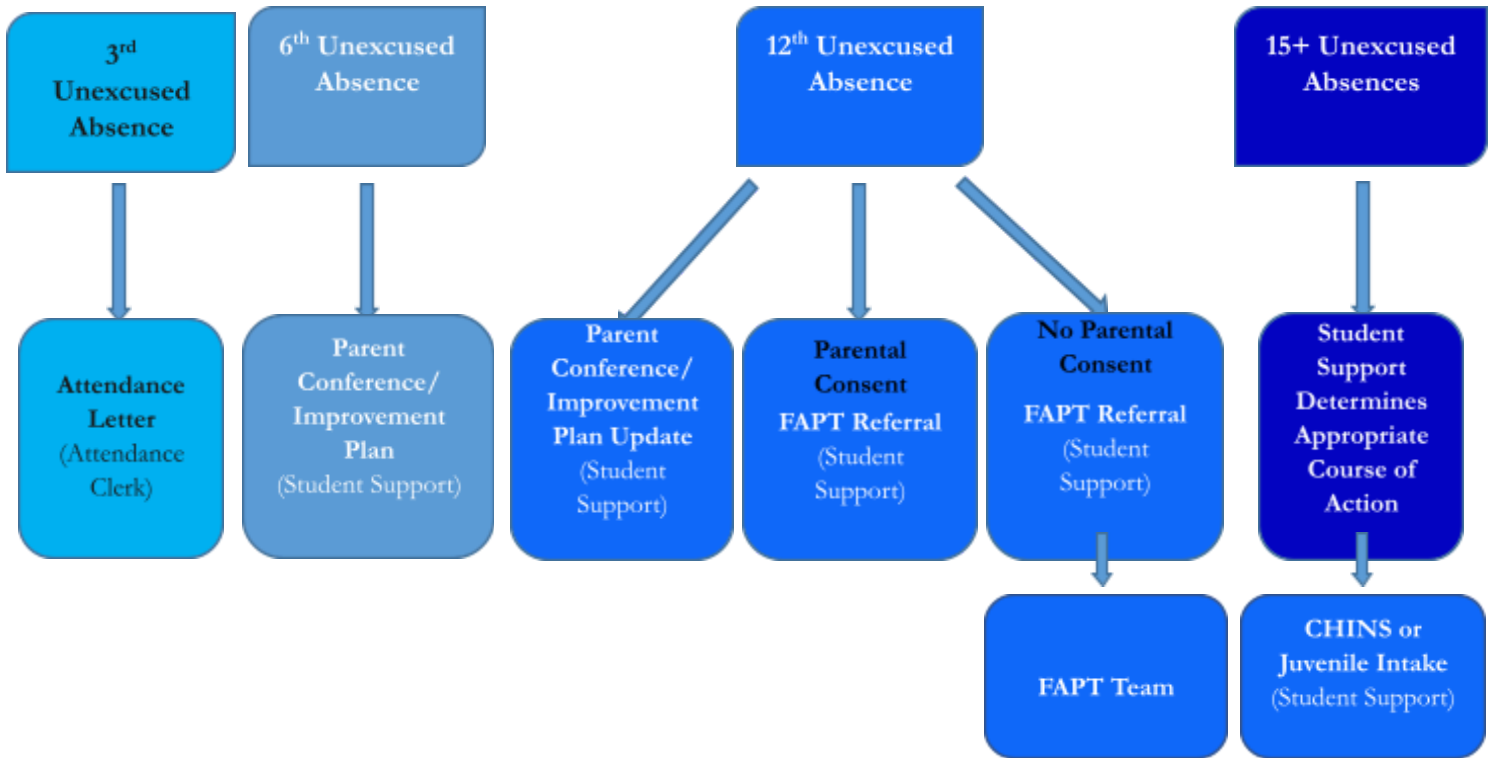 3rd
Unexcused
Absence
6th Unexcused
Absence
12th Unexcused
Absence
15+ Unexcused
Absences
Attendance
Letter
(Attendance
Clerk)
Parent
Conference/
Improvement
Plan
(Student Support)
Parent
Conference/
Improvement
Plan Update
(Student
Support)
Parental
Consent
FAPT Referral
(Student
Support)
No Parental
Consent
FAPT Referral
(Student
Support)
Student
Support
Determines
Appropriate
Course of
Action
FAPT Team
CHINS or
Juvenile Intake
(Student Support)